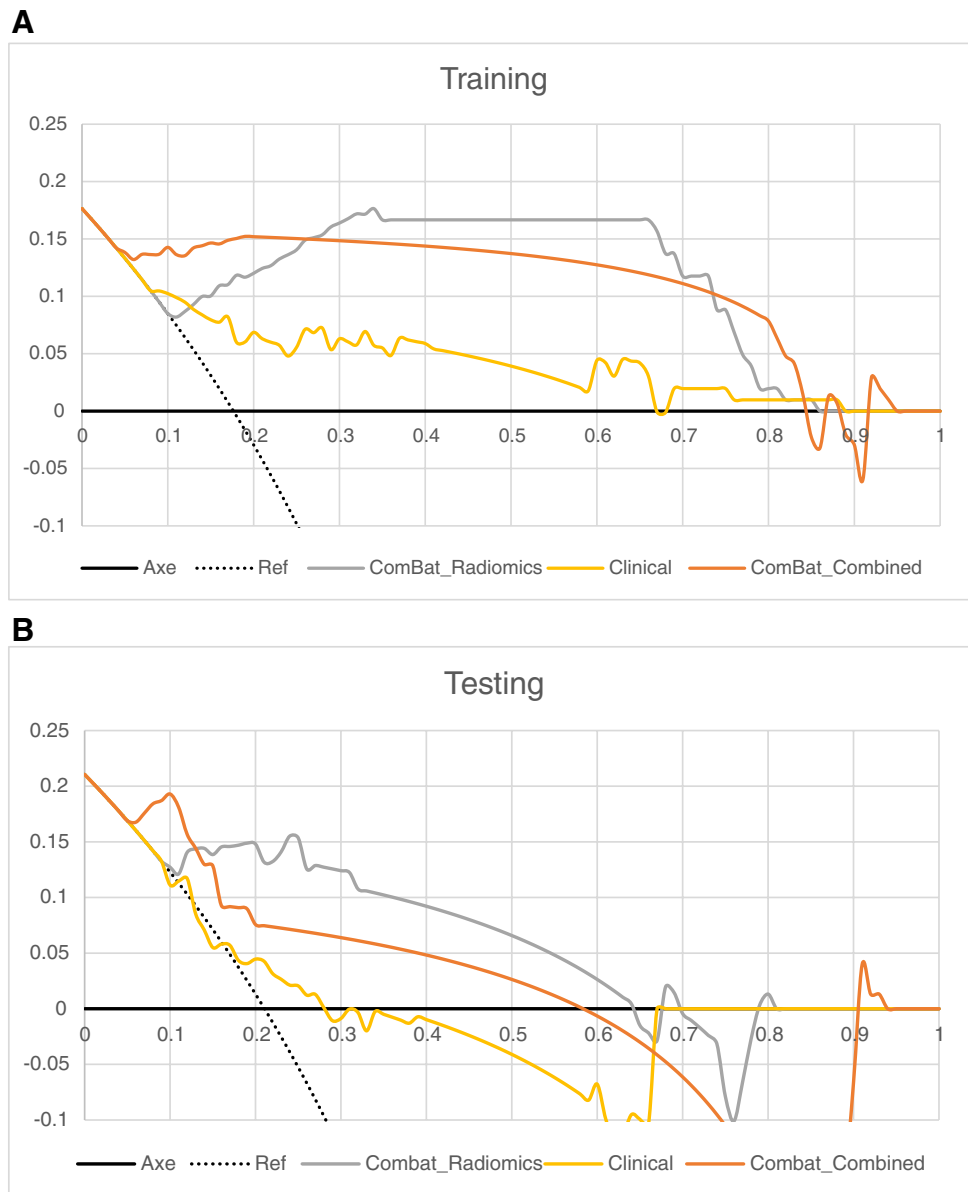 A
Training
0.25
0.2
0.15
0.1
0.05
0
0 0.1 0.2 0.3 0.4 0.5 0.6 0.7 0.8 0.9 1
-0.05
-0.1
Axe Ref ComBat_Radiomics Clinical ComBat_Combined
B
Testing
0.25
0.2
0.15
0.1
0.05
0
0 0.1 0.2 0.3 0.4 0.5 0.6 0.7 0.8 0.9 1
-0.05
-0.1
Axe Ref Combat_Radiomics Clinical Combat_Combined